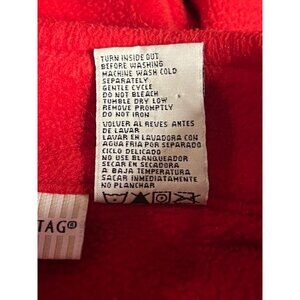 TURN INSIDE OUT
BEFORE WASHING
MACHINE WASH COLD
SEPARATELY
GENTLE CYCLE
DO NOT BLEACH
TUMBLE DRY LOW
REMOVE PROMPTLY
DO NOT IRON
VOLVER AL REVES ANTES
DE LAVAR
LAVAR EN LAVADORA CON
AGUA FRIA POR SEPARADO
CICLO DELICADO
NO USE BLANQUEADOR
SECAR EN SECADORA
A BAJA TEMPERATURA
SACAR INMEDIATAMENTE
NO PLANCHAR
TAG®